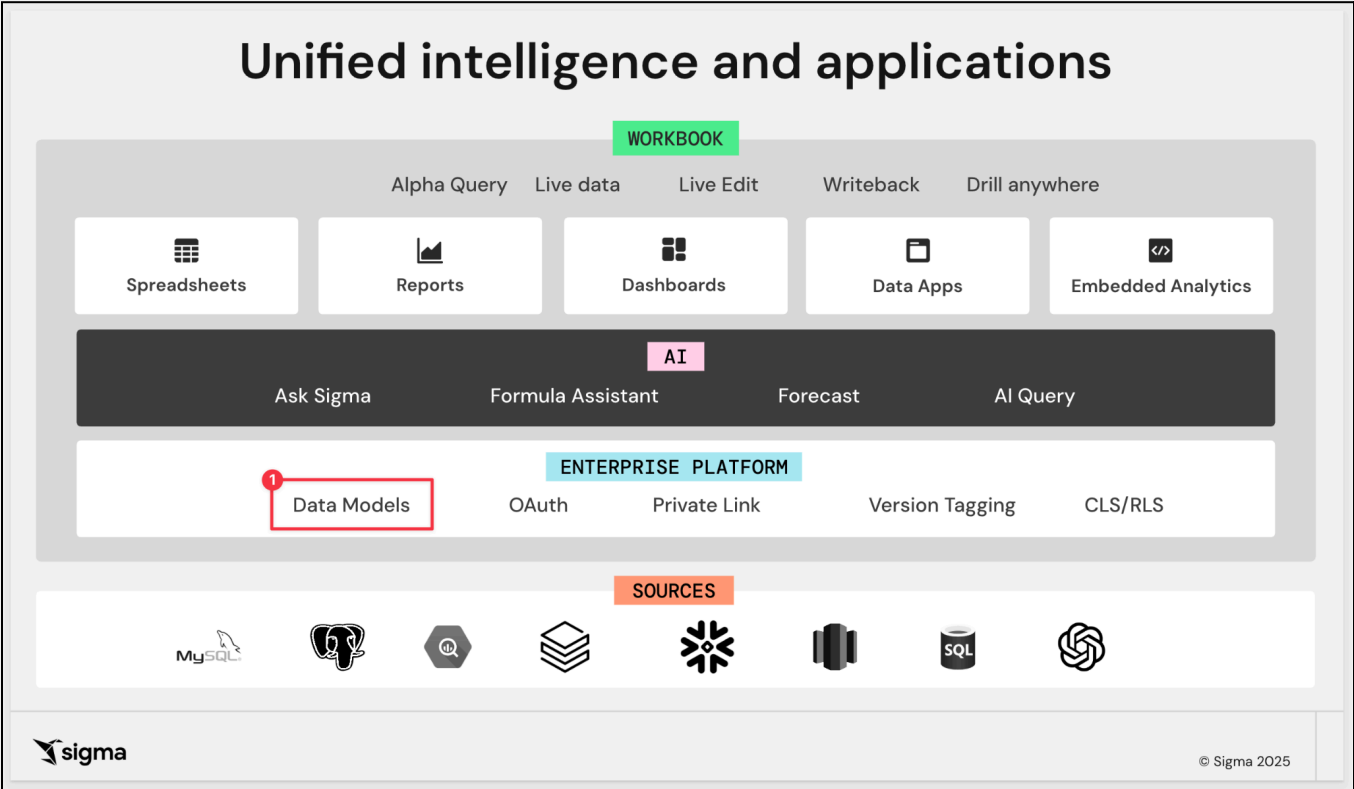 Unified intelligence and applications
WORKBOOK
Alpha Query Live data Live Edit Writeback Drill anywhere
Spreadsheets Reports Dashboards Data Apps Embedded Analytics
AI
Ask Sigma Formula Assistant Forecast AI Query
ENTERPRISE PLATFORM
1
Data Models OAuth Private Link Version Tagging CLS/RLS
SOURCES
MySQL SQL
sigma
© Sigma 2025